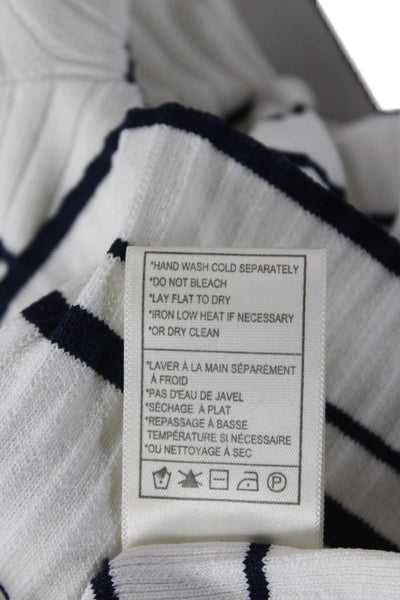 *HAND WASH COLD SEPARATELY
*DO NOT BLEACH
*LAY FLAT TO DRY
*IRON LOW HEAT IF NECESSARY
*OR DRY CLEAN
*LAVER À LA MAIN SÉPARÉMENT
À FROID
*PAS D'EAU DE JAVEL
*SÉCHAGE À PLAT
*REPASSAGE À BASSE
TEMPÉRATURE SI NÉCESSAIRE
*OU NETTOYAGE À SEC
P